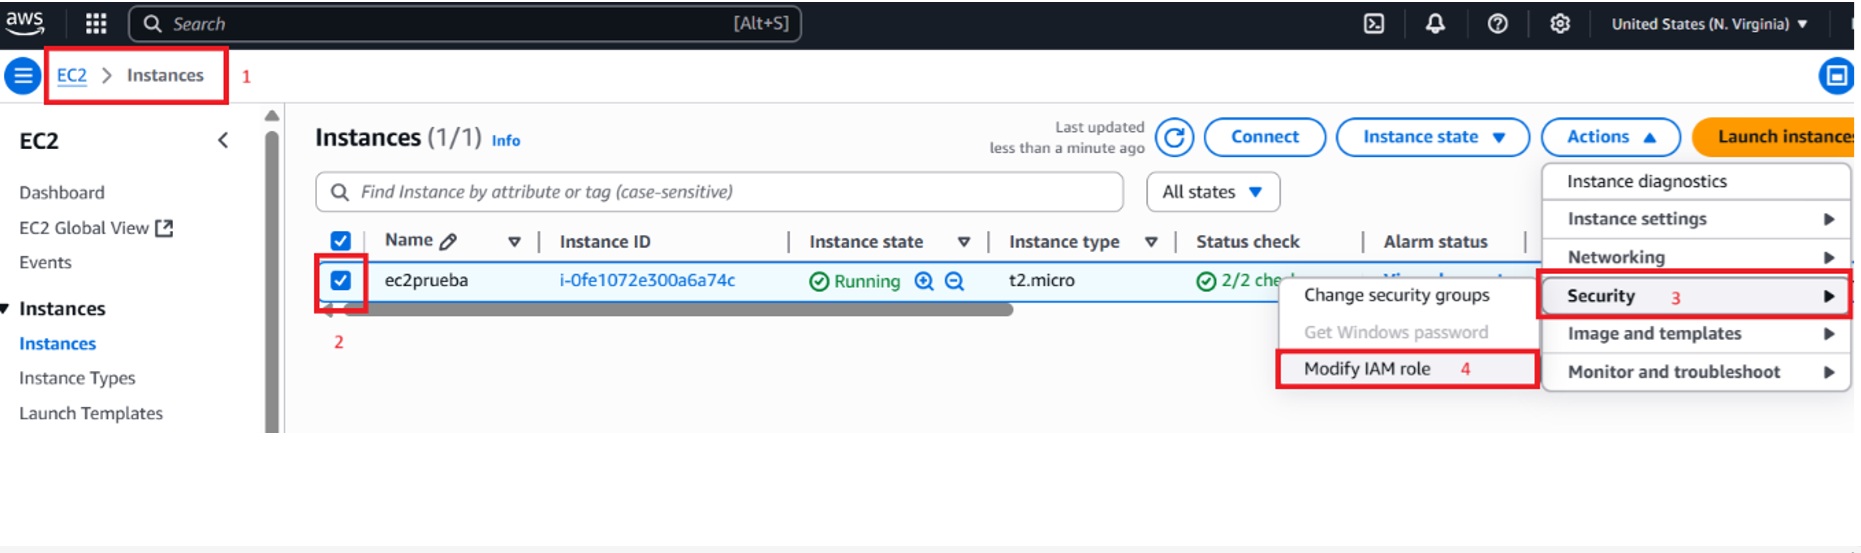 aws
Search [Alt+S]
United States (N. Virginia)
EC2 > Instances 1
EC2
Dashboard
EC2 Global View
Events
Instances
Instances
Instance Types
Launch Templates
Instances (1/1) Info
Last updated
less than a minute ago
Connect
Instance state
Actions
Launch instances
Find Instance by attribute or tag (case-sensitive)
All states
Name Instance ID Instance state Instance type Status check Alarm status
ec2prueba i-0fe1072e300a6a74c Running t2.micro 2/2 che
2
Instance diagnostics
Instance settings
Networking
Security 3
Image and templates
Monitor and troubleshoot
Change security groups
Get Windows password
Modify IAM role 4